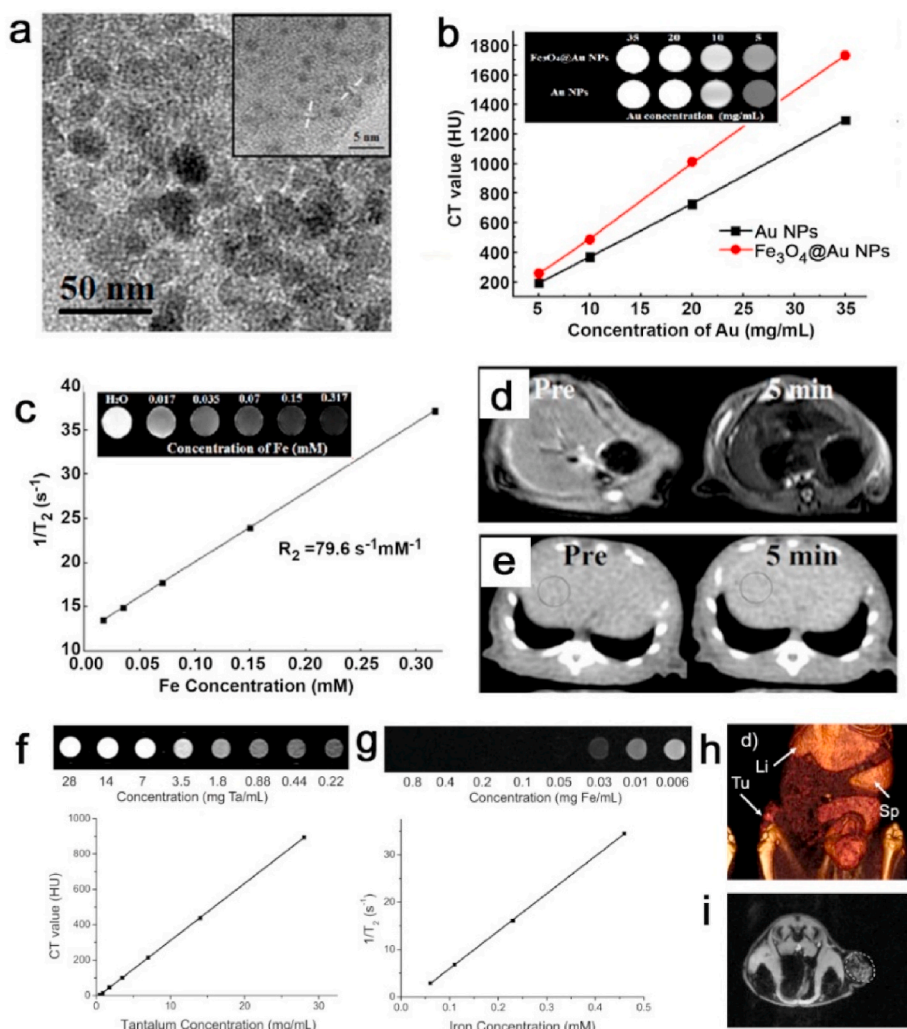 a
5 nm
50 nm
b
35 20 10 5
Fe₃O₄@Au NPs
Au NPs
Au concentration (mg/mL)
1800
1600
1400
1200
1000
800
600
400
200
CT value (HU)
Au NPs
Fe₃O₄@Au NPs
5 10 15 20 25 30 35
Concentration of Au (mg/mL)
c
H₂O 0.017 0.035 0.07 0.15 0.317
Concentration of Fe (mM)
40
35
30
25
20
15
10
1/T₂ (s⁻¹)
R₂ =79.6 s⁻¹mM⁻¹
0.00 0.05 0.10 0.15 0.20 0.25 0.30
Fe Concentration (mM)
d
Pre 5 min
e
Pre 5 min
f
28 14 7 3.5 1.8 0.88 0.44 0.22
Concentration (mg Ta/mL)
1000
800
600
400
200
0
CT value (HU)
0 10 20 30
Tantalum Concentration (mg/mL)
g
0.8 0.4 0.2 0.1 0.05 0.03 0.01 0.006
Concentration (mg Fe/mL)
30
20
10
0
1/T₂ (s⁻¹)
0.0 0.1 0.2 0.3 0.4 0.5
Iron Concentration (mM)
h
d)
Li
Tu
Sp
i